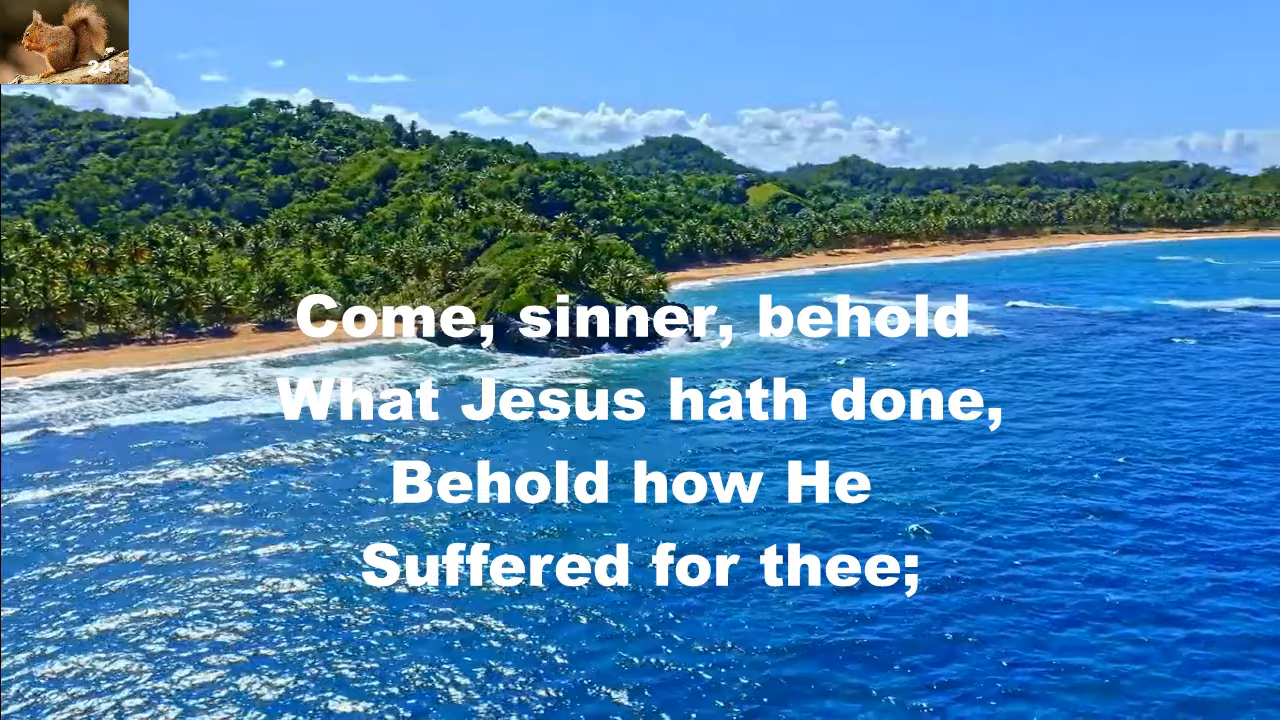 24
Come, sinner, behold
What Jesus hath done,
Behold how He
Suffered for thee;